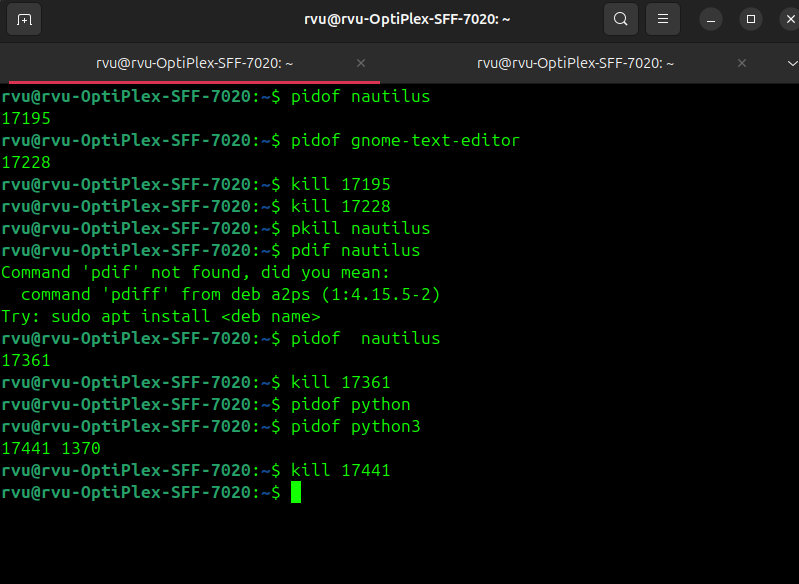 rvu@rvu-OptiPlex-SFF-7020: ~
rvu@rvu-OptiPlex-SFF-7020: ~
rvu@rvu-OptiPlex-SFF-7020: ~
rvu@rvu-OptiPlex-SFF-7020:~$ pidof nautilus
17195
rvu@rvu-OptiPlex-SFF-7020:~$ pidof gnome-text-editor
17228
rvu@rvu-OptiPlex-SFF-7020:~$ kill 17195
rvu@rvu-OptiPlex-SFF-7020:~$ kill 17228
rvu@rvu-OptiPlex-SFF-7020:~$ pkill nautilus
rvu@rvu-OptiPlex-SFF-7020:~$ pdif nautilus
Command 'pdif' not found, did you mean:
  command 'pdiff' from deb a2ps (1:4.15.5-2)
Try: sudo apt install <deb name>
rvu@rvu-OptiPlex-SFF-7020:~$ pidof  nautilus
17361
rvu@rvu-OptiPlex-SFF-7020:~$ kill 17361
rvu@rvu-OptiPlex-SFF-7020:~$ pidof python
rvu@rvu-OptiPlex-SFF-7020:~$ pidof python3
17441 1370
rvu@rvu-OptiPlex-SFF-7020:~$ kill 17441
rvu@rvu-OptiPlex-SFF-7020:~$